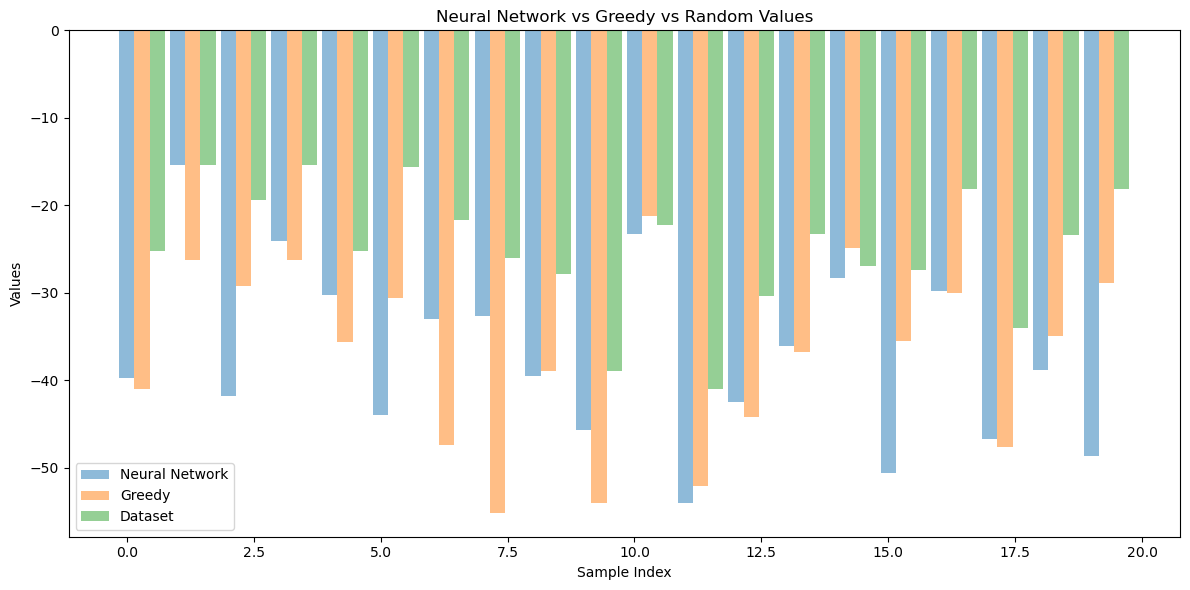 Neural Network vs Greedy vs Random Values
0
−10
−20
−30
−40
−50
Values
Neural Network
Greedy
Dataset
0.0 2.5 5.0 7.5 10.0 12.5 15.0 17.5 20.0
Sample Index